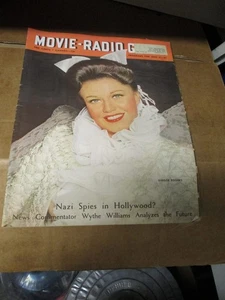 MOVIE-RADIO G
Nazi Spies in Hollywood?
News Commentator Wythe Williams Analyzes the Future